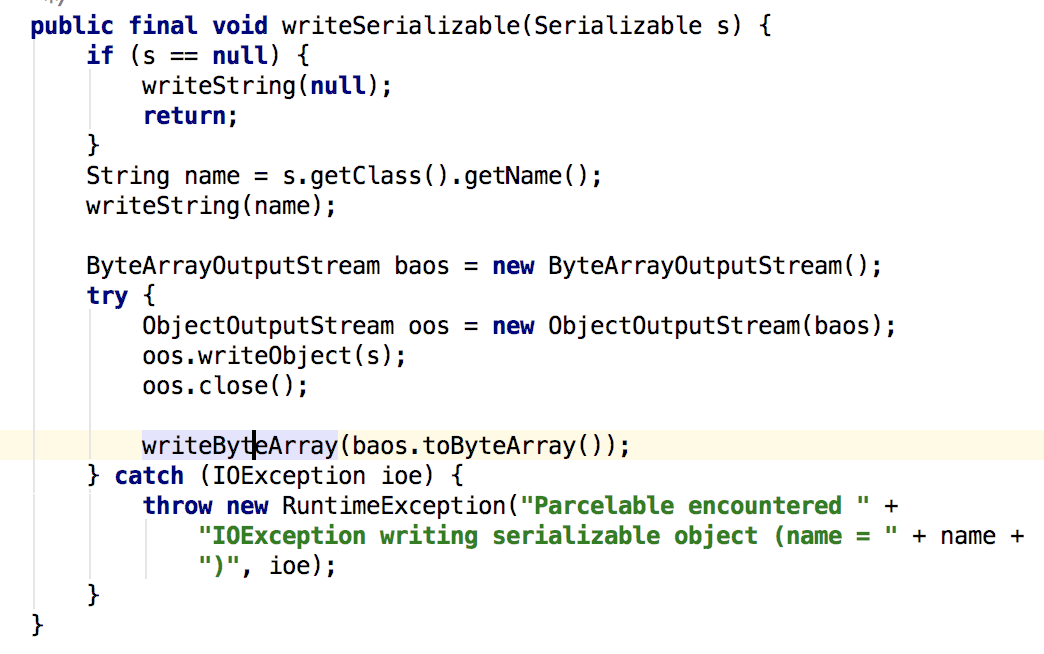 public final void writeSerializable(Serializable s) {
    if (s == null) {
        writeString(null);
        return;
    }
    String name = s.getClass().getName();
    writeString(name);

    ByteArrayOutputStream baos = new ByteArrayOutputStream();
    try {
        ObjectOutputStream oos = new ObjectOutputStream(baos);
        oos.writeObject(s);
        oos.close();

        writeByteArray(baos.toByteArray());
    } catch (IOException ioe) {
        throw new RuntimeException("Parcelable encountered " +
            "IOException writing serializable object (name = " + name +
            ")", ioe);
    }
}